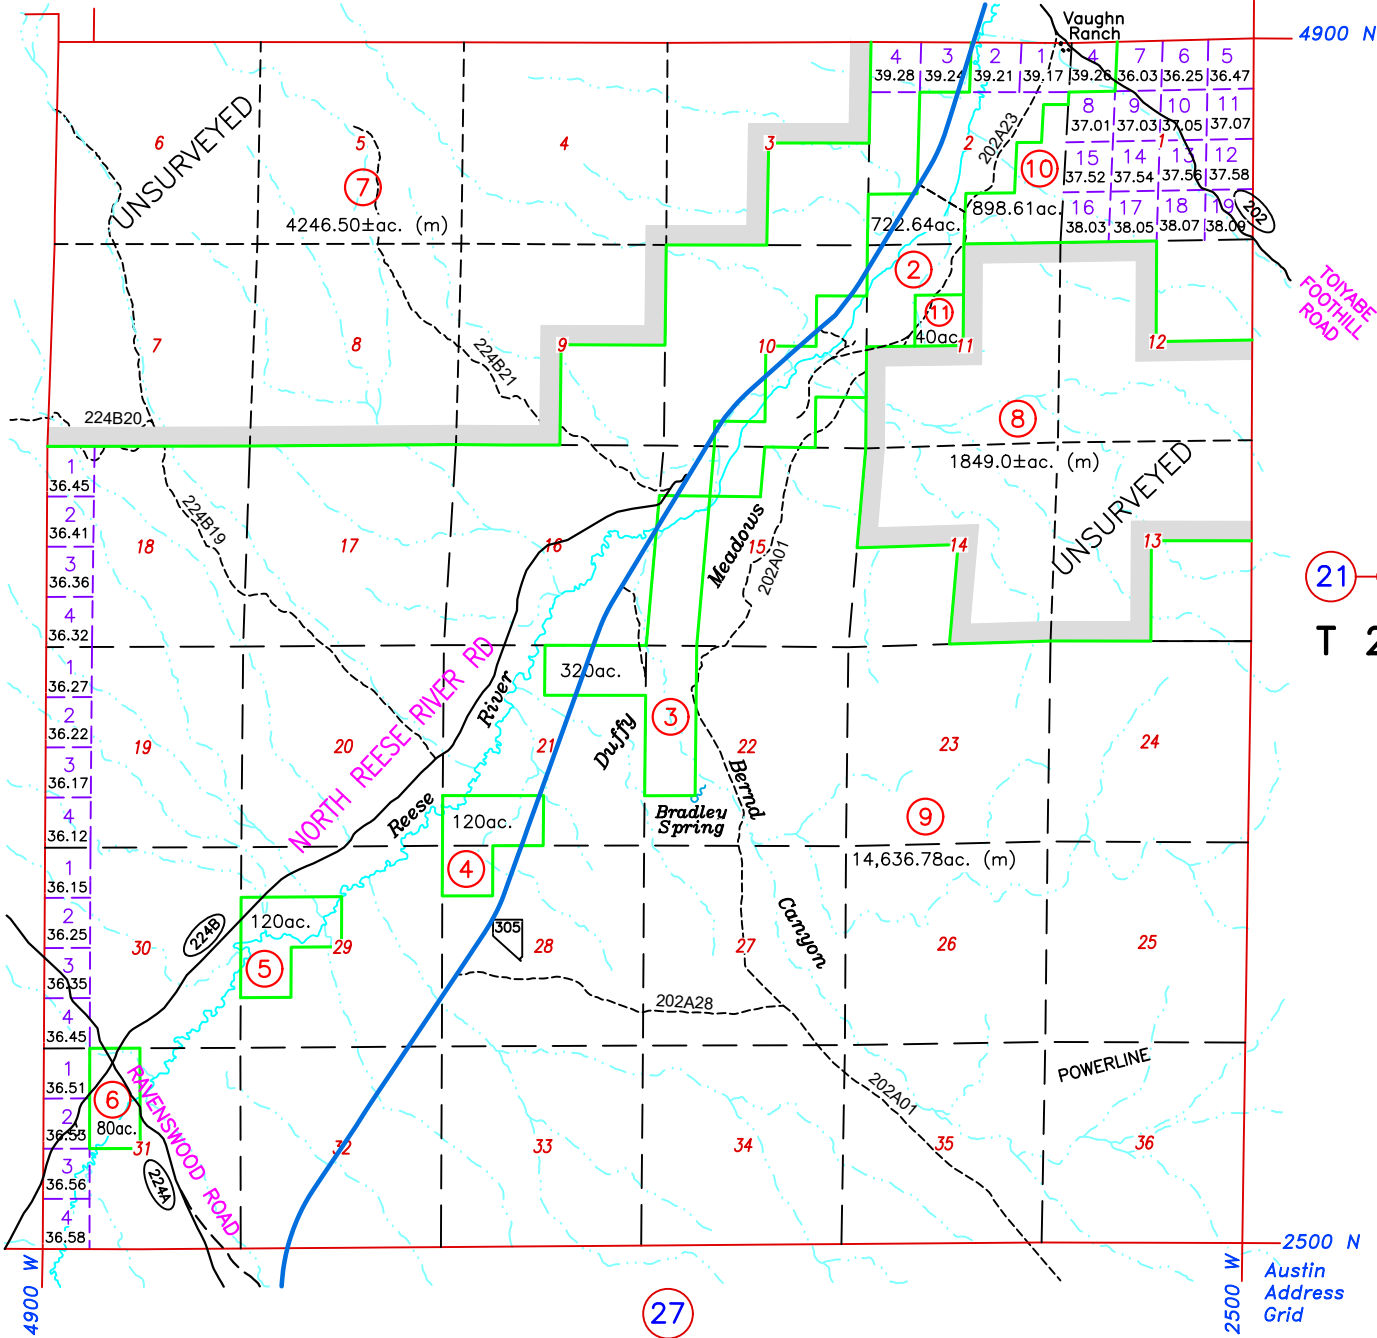 Vaughn
Ranch
4900 N
4
3
2
1
4
7
6
5
39.28
39.24
39.21
39.17
39.26
36.03
36.25
36.47
8
9
10
11
37.01
37.03
37.05
37.07
UNSURVEYED
6
5
4
3
2
1
202A23
15
14
13
12
37.52
37.54
37.56
37.58
7
10
16
17
18
19
202
38.03
38.05
38.07
38.09
4246.50±ac. (m)
722.64ac.
898.61ac.
2
TOIYABE
FOOTHILL
ROAD
11
40ac.
7
8
9
10
11
12
224B21
224B20
8
1849.0±ac. (m)
UNSURVEYED
1
36.45
2
36.41
3
36.36
4
36.32
224B19
18
17
16
15
14
13
Meadows
202A01
21
T 2
1
36.27
2
36.22
3
36.17
4
36.12
NORTH REESE RIVER RD
River
320ac.
3
Duffy
19
20
21
22
23
24
Bernd
Reese
120ac.
Bradley
Spring
9
14,636.78ac. (m)
4
1
36.15
2
36.25
3
36.35
4
36.45
120ac.
224B
305
Canyon
30
29
28
27
26
25
5
202A28
POWERLINE
1
36.51
2
36.53
3
36.56
4
36.58
6
80ac.
RAVENSWOOD ROAD
202A01
31
32
33
34
35
36
224A
2500 N
4900 W
2500 W
Austin
Address
Grid
27